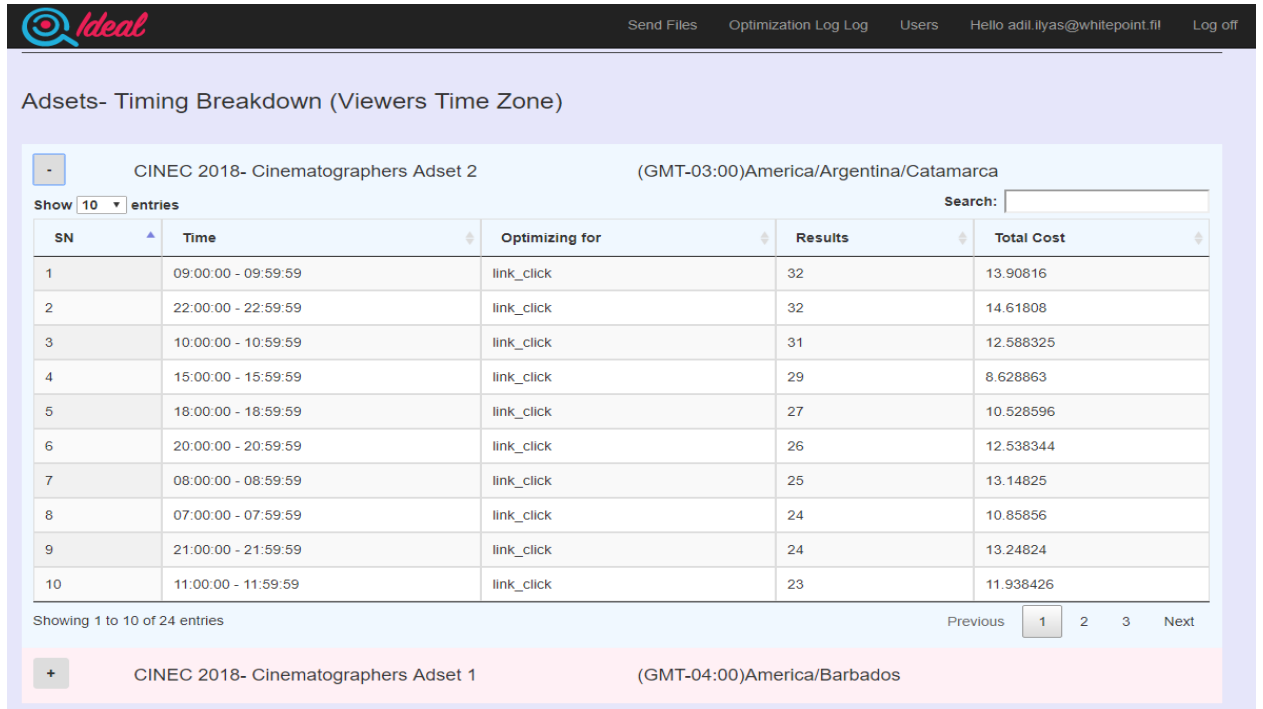 Ideal Send Files Optimization Log Log Users Hello adil.ilyas@whitepoint.fi! Log off
Adsets- Timing Breakdown (Viewers Time Zone)
- CINEC 2018- Cinematographers Adset 2 (GMT-03:00)America/Argentina/Catamarca
Show 10 entries Search:
SN Time Optimizing for Results Total Cost
1 09:00:00 - 09:59:59 link_click 32 13.90816
2 22:00:00 - 22:59:59 link_click 32 14.61808
3 10:00:00 - 10:59:59 link_click 31 12.588325
4 15:00:00 - 15:59:59 link_click 29 8.628863
5 18:00:00 - 18:59:59 link_click 27 10.528596
6 20:00:00 - 20:59:59 link_click 26 12.538344
7 08:00:00 - 08:59:59 link_click 25 13.14825
8 07:00:00 - 07:59:59 link_click 24 10.85856
9 21:00:00 - 21:59:59 link_click 24 13.24824
10 11:00:00 - 11:59:59 link_click 23 11.938426
Showing 1 to 10 of 24 entries Previous 1 2 3 Next
+ CINEC 2018- Cinematographers Adset 1 (GMT-04:00)America/Barbados